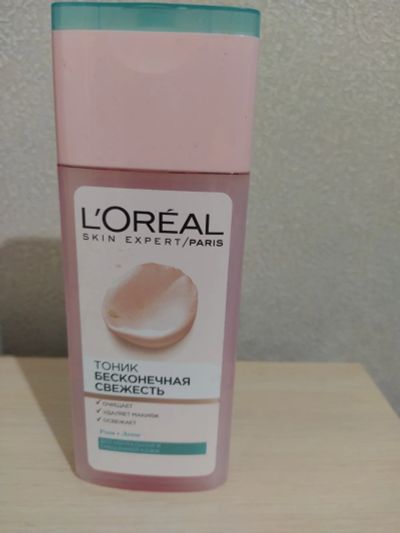 L'ORÉAL
SKIN EXPERT/PARIS
ТОНИК
БЕСКОНЕЧНАЯ
СВЕЖЕСТЬ
✓ ОЧИЩАЕТ
✓ УДАЛЯЕТ МАКИЯЖ
✓ ОСВЕЖАЕТ
Роза + Лотос